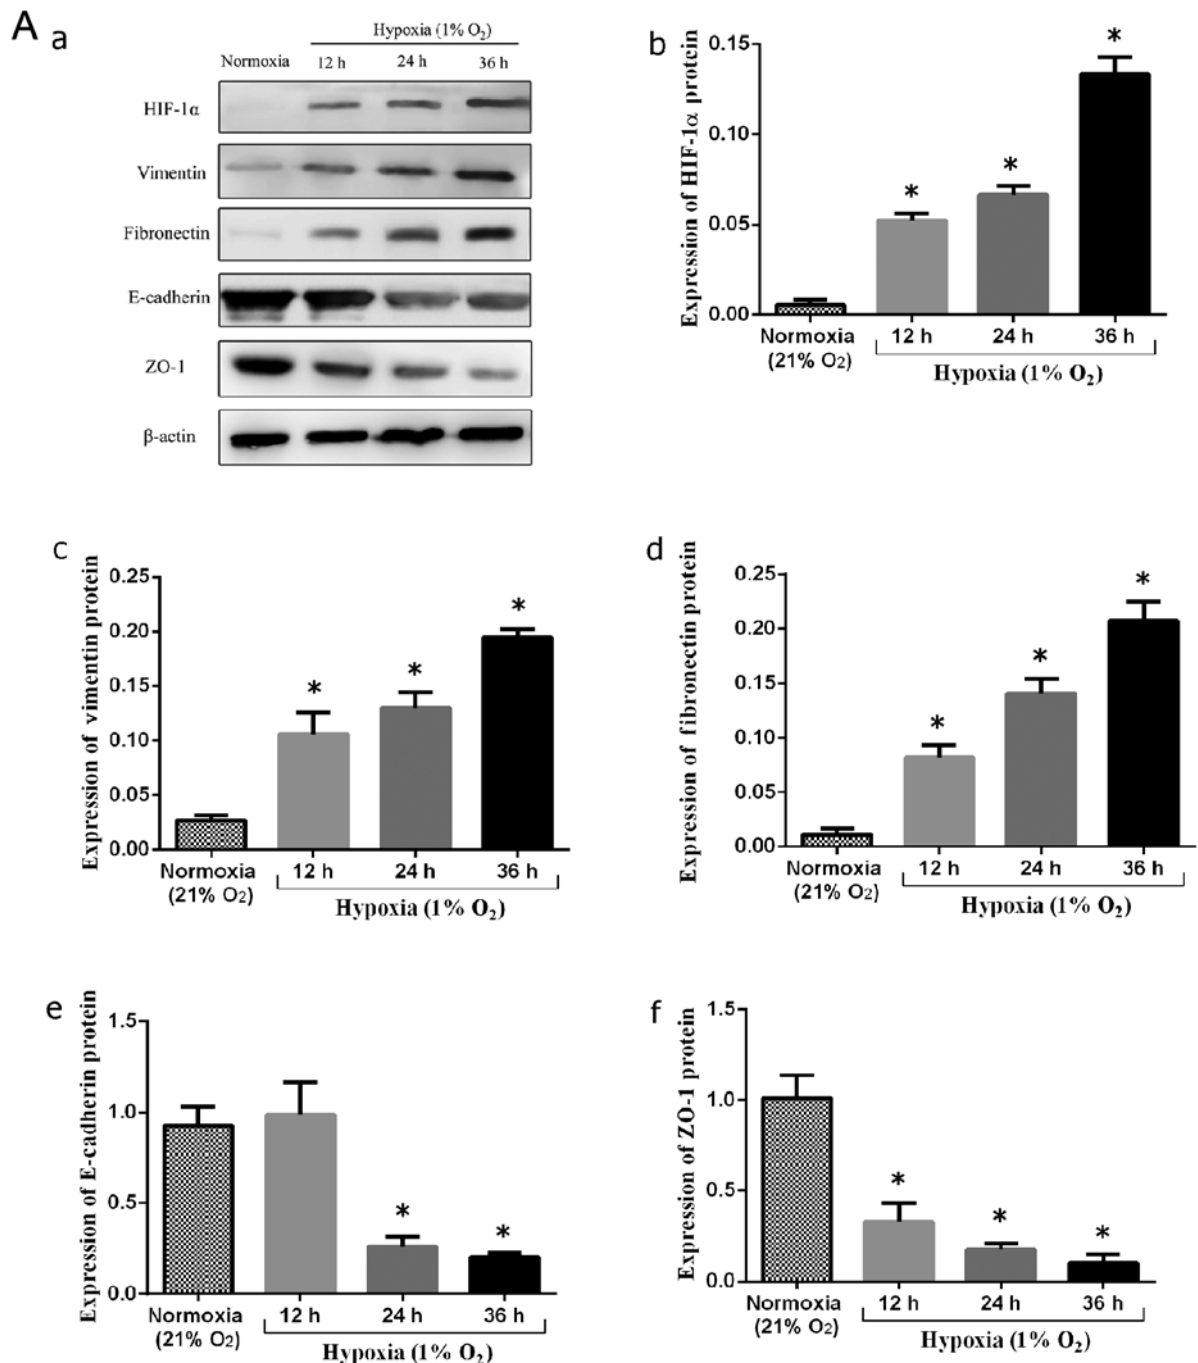 A
a
Hypoxia (1% O₂)
Normoxia 12 h 24 h 36 h
HIF-1α
Vimentin
Fibronectin
E-cadherin
ZO-1
β-actin
b
Expression of HIF-1α protein
0.15
0.10
0.05
0.00
* * *
Normoxia 12 h 24 h 36 h
(21% O₂)
Hypoxia (1% O₂)
c
Expression of vimentin protein
0.25
0.20
0.15
0.10
0.05
0.00
* * *
Normoxia 12 h 24 h 36 h
(21% O₂)
Hypoxia (1% O₂)
d
Expression of fibronectin protein
0.25
0.20
0.15
0.10
0.05
0.00
* * *
Normoxia 12 h 24 h 36 h
(21% O₂)
Hypoxia (1% O₂)
e
Expression of E-cadherin protein
1.5
1.0
0.5
0.0
* *
Normoxia 12 h 24 h 36 h
(21% O₂)
Hypoxia (1% O₂)
f
Expression of ZO-1 protein
1.5
1.0
0.5
0.0
* * *
Normoxia 12 h 24 h 36 h
(21% O₂)
Hypoxia (1% O₂)